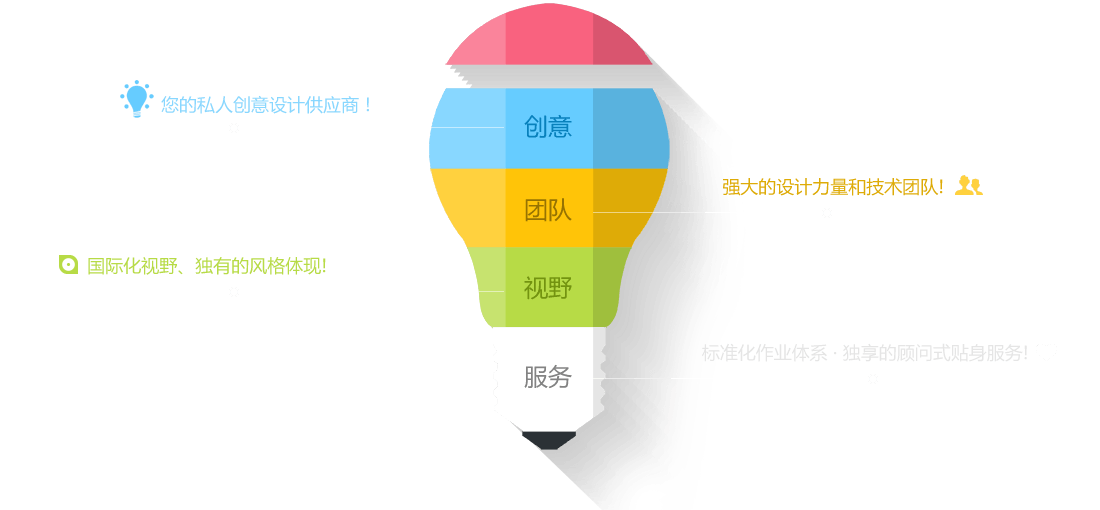 您的私人创意设计供应商！
创意
强大的设计力量和技术团队!
团队
国际化视野、独有的风格体现!
视野
标准化作业体系 · 独享的顾问式贴身服务!
服务